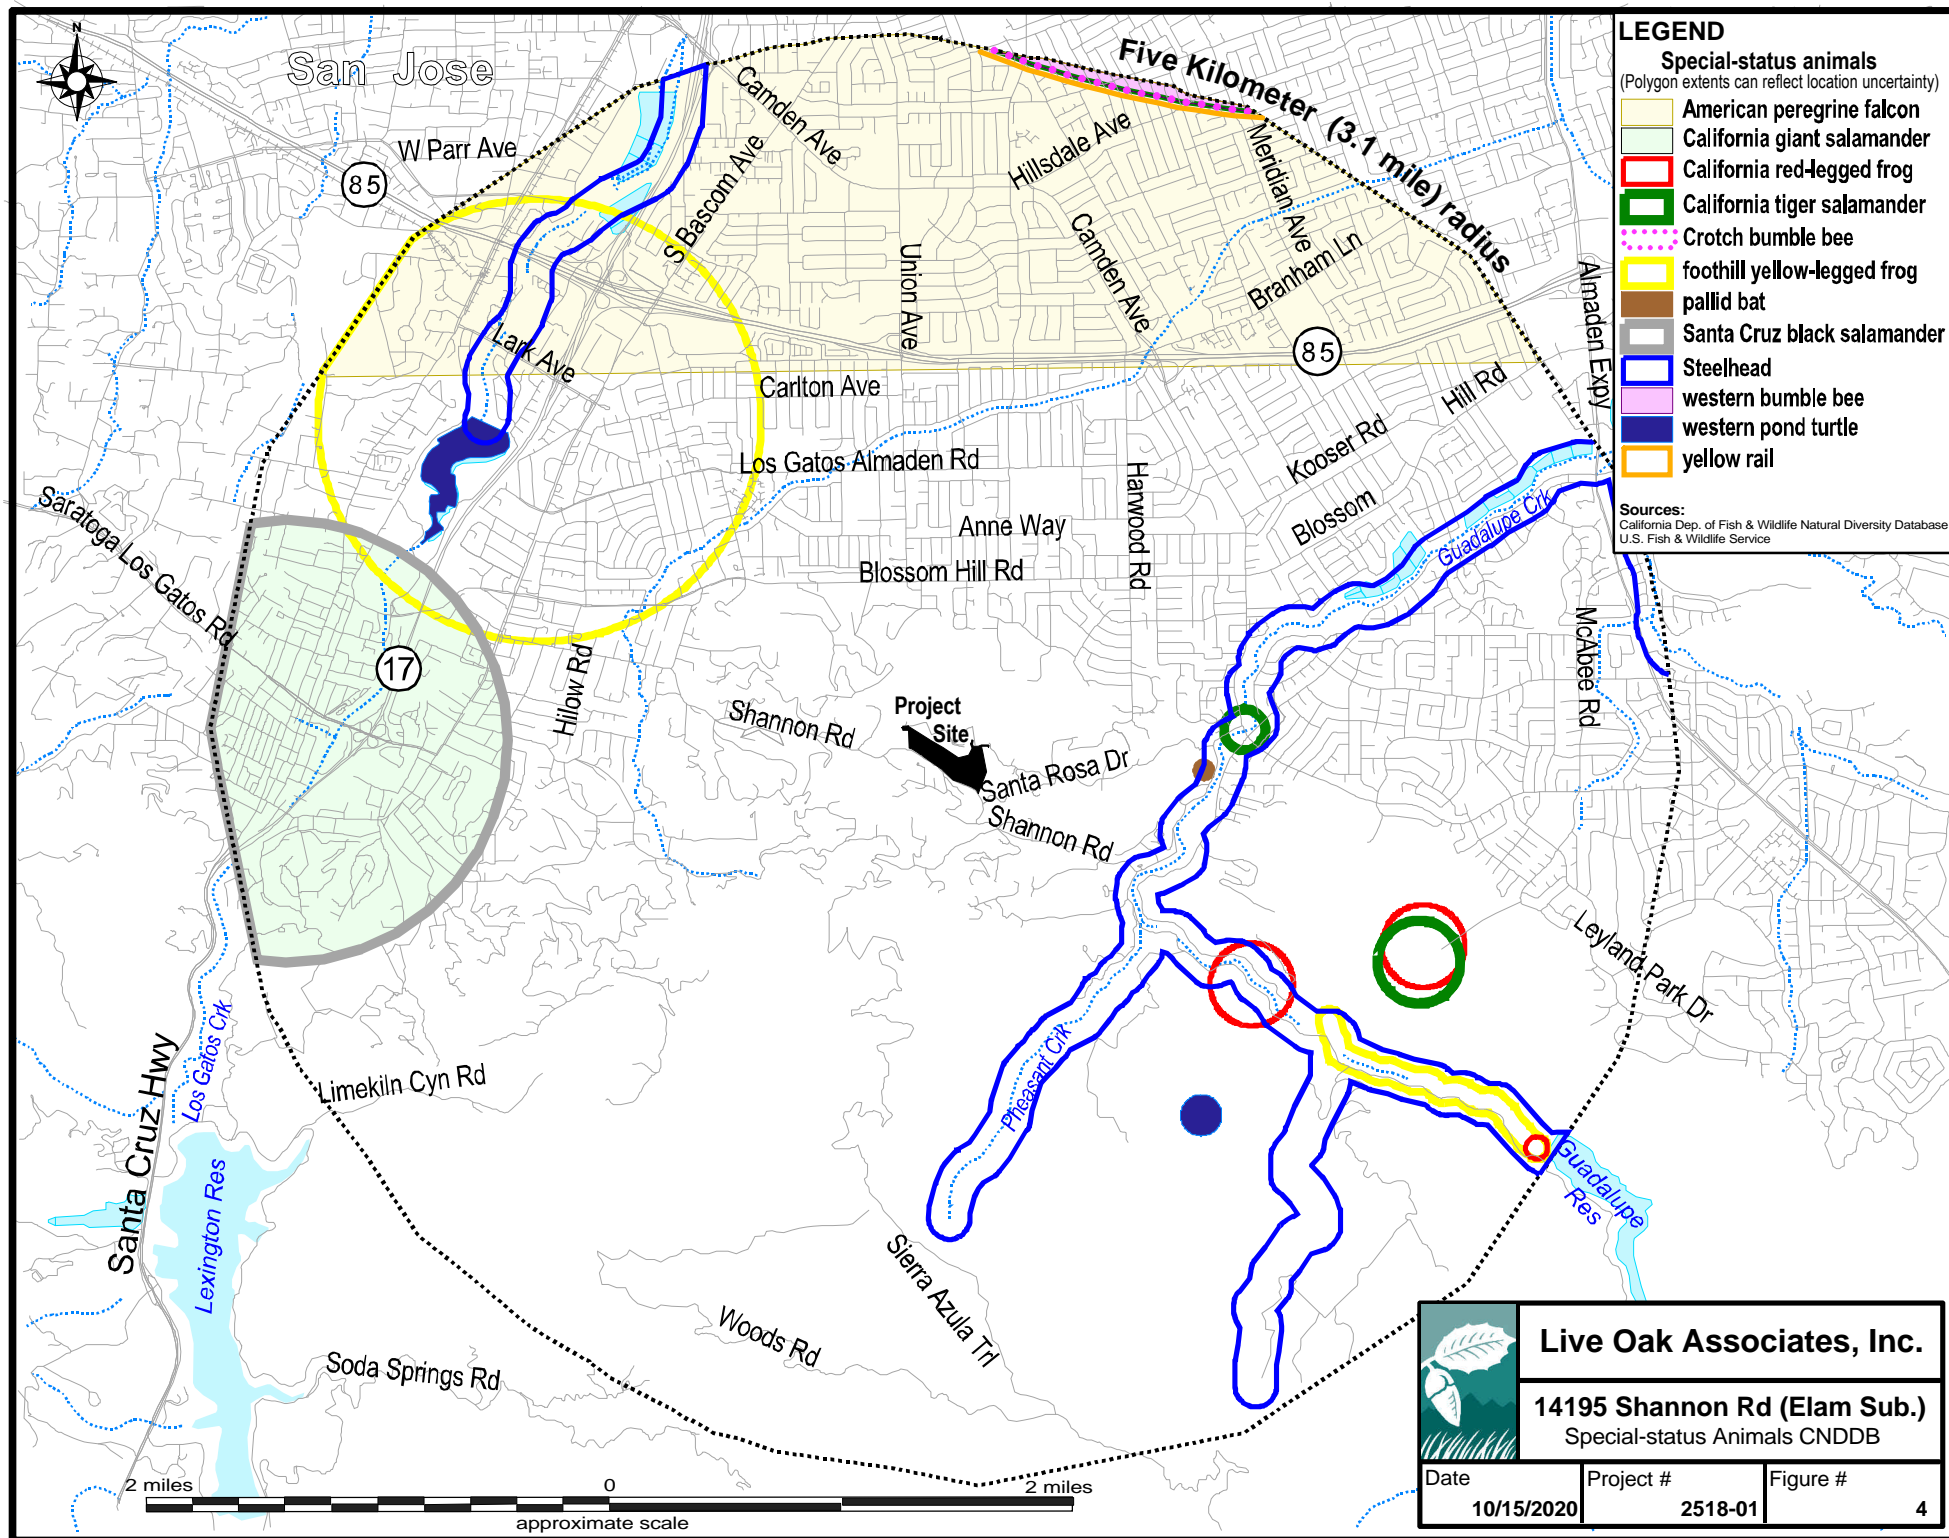 N
San Jose
W Parr Ave
85
Camden Ave
S Bascom Ave
Five Kilometer (3.1 mile) radius
Hillsdale Ave
Meridian Ave
Camden Ave
Branham Ln
Union Ave
Lark Ave
Carlton Ave
85
Almaden Expy
Hill Rd
Kooser Rd
Blossom
Los Gatos Almaden Rd
Harwood Rd
Anne Way
Blossom Hill Rd
Guadalupe Crk
McAbee Rd
Saratoga Los Gatos Rd
17
Hilow Rd
Shannon Rd
Project
Site
Santa Rosa Dr
Shannon Rd
Leyland Park Dr
Pheasant Crk
Los Gatos Crk
Santa Cruz Hwy
Limekiln Cyn Rd
Lexington Res
Guadalupe
Res
Sierra Azula Trl
Woods Rd
Soda Springs Rd
2 miles
0
2 miles
approximate scale
LEGEND
Special-status animals
(Polygon extents can reflect location uncertainty)
American peregrine falcon
California giant salamander
California red-legged frog
California tiger salamander
Crotch bumble bee
foothill yellow-legged frog
pallid bat
Santa Cruz black salamander
Steelhead
western bumble bee
western pond turtle
yellow rail
Sources:
California Dep. of Fish & Wildlife Natural Diversity Database
U.S. Fish & Wildlife Service
Live Oak Associates, Inc.
14195 Shannon Rd (Elam Sub.)
Special-status Animals CNDDB
Date
10/15/2020
Project #
2518-01
Figure #
4